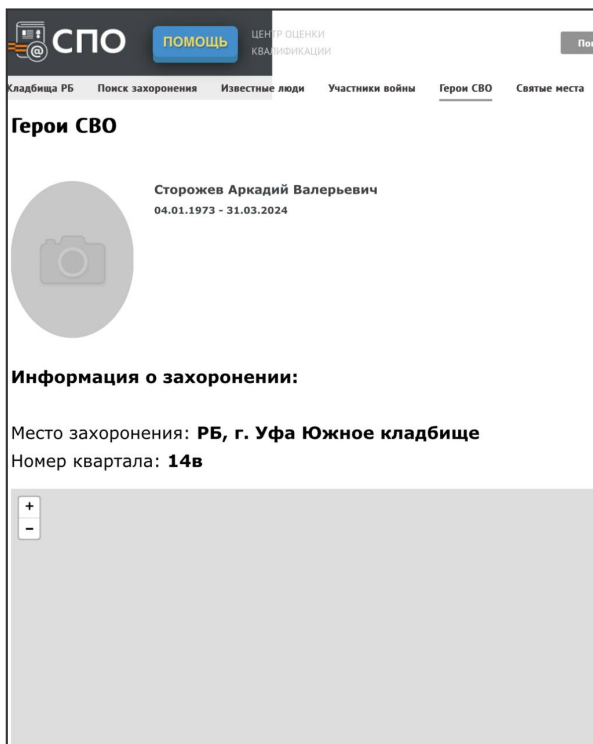 СПО
ПОМОЩЬ
ЦЕНТР ОЦЕНКИ
КВАЛИФИКАЦИИ
Кладбища РБ Поиск захоронения Известные люди Участники войны Герои СВО Святые места
Герои СВО
Сторожев Аркадий Валерьевич
04.01.1973 - 31.03.2024
Информация о захоронении:
Место захоронения: РБ, г. Уфа Южное кладбище
Номер квартала: 14в
+
−